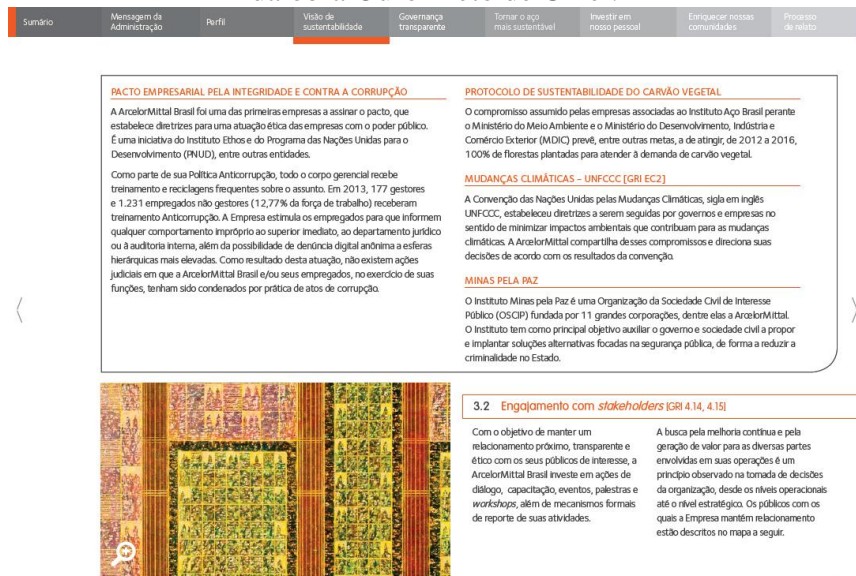 Sumário
Mensagem da
Administração
Perfil
Visão de
sustentabilidade
Governança
transparente
Tornar o aço
mais sustentável
Investir em
nosso pessoal
Enriquecer nossas
comunidades
Processo
de relato
PACTO EMPRESARIAL PELA INTEGRIDADE E CONTRA A CORRUPÇÃO
A ArcelorMittal Brasil foi uma das primeiras empresas a assinar o pacto, que
estabelece diretrizes para uma atuação ética das empresas com o poder público.
É uma iniciativa do Instituto Ethos e do Programa das Nações Unidas para o
Desenvolvimento (PNUD), entre outras entidades.
Como parte de sua Política Anticorrupção, todo o corpo gerencial recebe
treinamento e reciclagens frequentes sobre o assunto. Em 2013, 177 gestores
e 1.231 empregados não gestores (12,77% da força de trabalho) receberam
treinamento Anticorrupção. A Empresa estimula os empregados para que informem
qualquer comportamento impróprio ao superior imediato, ao departamento jurídico
ou à auditoria interna, além da possibilidade de denúncia digital anônima a esferas
hierárquicas mais elevadas. Como resultado desta atuação, não existem ações
judiciais em que a ArcelorMittal Brasil e/ou seus empregados, no exercício de suas
funções, tenham sido condenados por prática de atos de corrupção.
PROTOCOLO DE SUSTENTABILIDADE DO CARVÃO VEGETAL
O compromisso assumido pelas empresas associadas ao Instituto Aço Brasil perante
o Ministério do Meio Ambiente e o Ministério do Desenvolvimento, Indústria e
Comércio Exterior (MDIC) prevê, entre outras metas, a de atingir, de 2012 a 2016,
100% de florestas plantadas para atender à demanda de carvão vegetal.
MUDANÇAS CLIMÁTICAS – UNFCCC [GRI EC2]
A Convenção das Nações Unidas pelas Mudanças Climáticas, sigla em inglês
UNFCCC, estabeleceu diretrizes a serem seguidas por governos e empresas no
sentido de minimizar impactos ambientais que contribuam para as mudanças
climáticas. A ArcelorMittal compartilha desses compromissos e direciona suas
decisões de acordo com os resultados da convenção.
MINAS PELA PAZ
O Instituto Minas pela Paz é uma Organização da Sociedade Civil de Interesse
Público (OSCIP) fundada por 11 grandes corporações, dentre elas a ArcelorMittal.
O Instituto tem como principal objetivo auxiliar o governo e sociedade civil a propor
e implantar soluções alternativas focadas na segurança pública, de forma a reduzir a
criminalidade no Estado.
3.2 Engajamento com stakeholders [GRI 4.14, 4.15]
Com o objetivo de manter um
relacionamento próximo, transparente e
ético com os seus públicos de interesse, a
ArcelorMittal Brasil investe em ações de
diálogo, capacitação, eventos, palestras e
workshops, além de mecanismos formais
de reporte de suas atividades.
A busca pela melhoria contínua e pela
geração de valor para as diversas partes
envolvidas em suas operações é um
princípio observado na tomada de decisões
da organização, desde os níveis operacionais
até o nível estratégico. Os públicos com os
quais a Empresa mantém relacionamento
estão descritos no mapa a seguir.